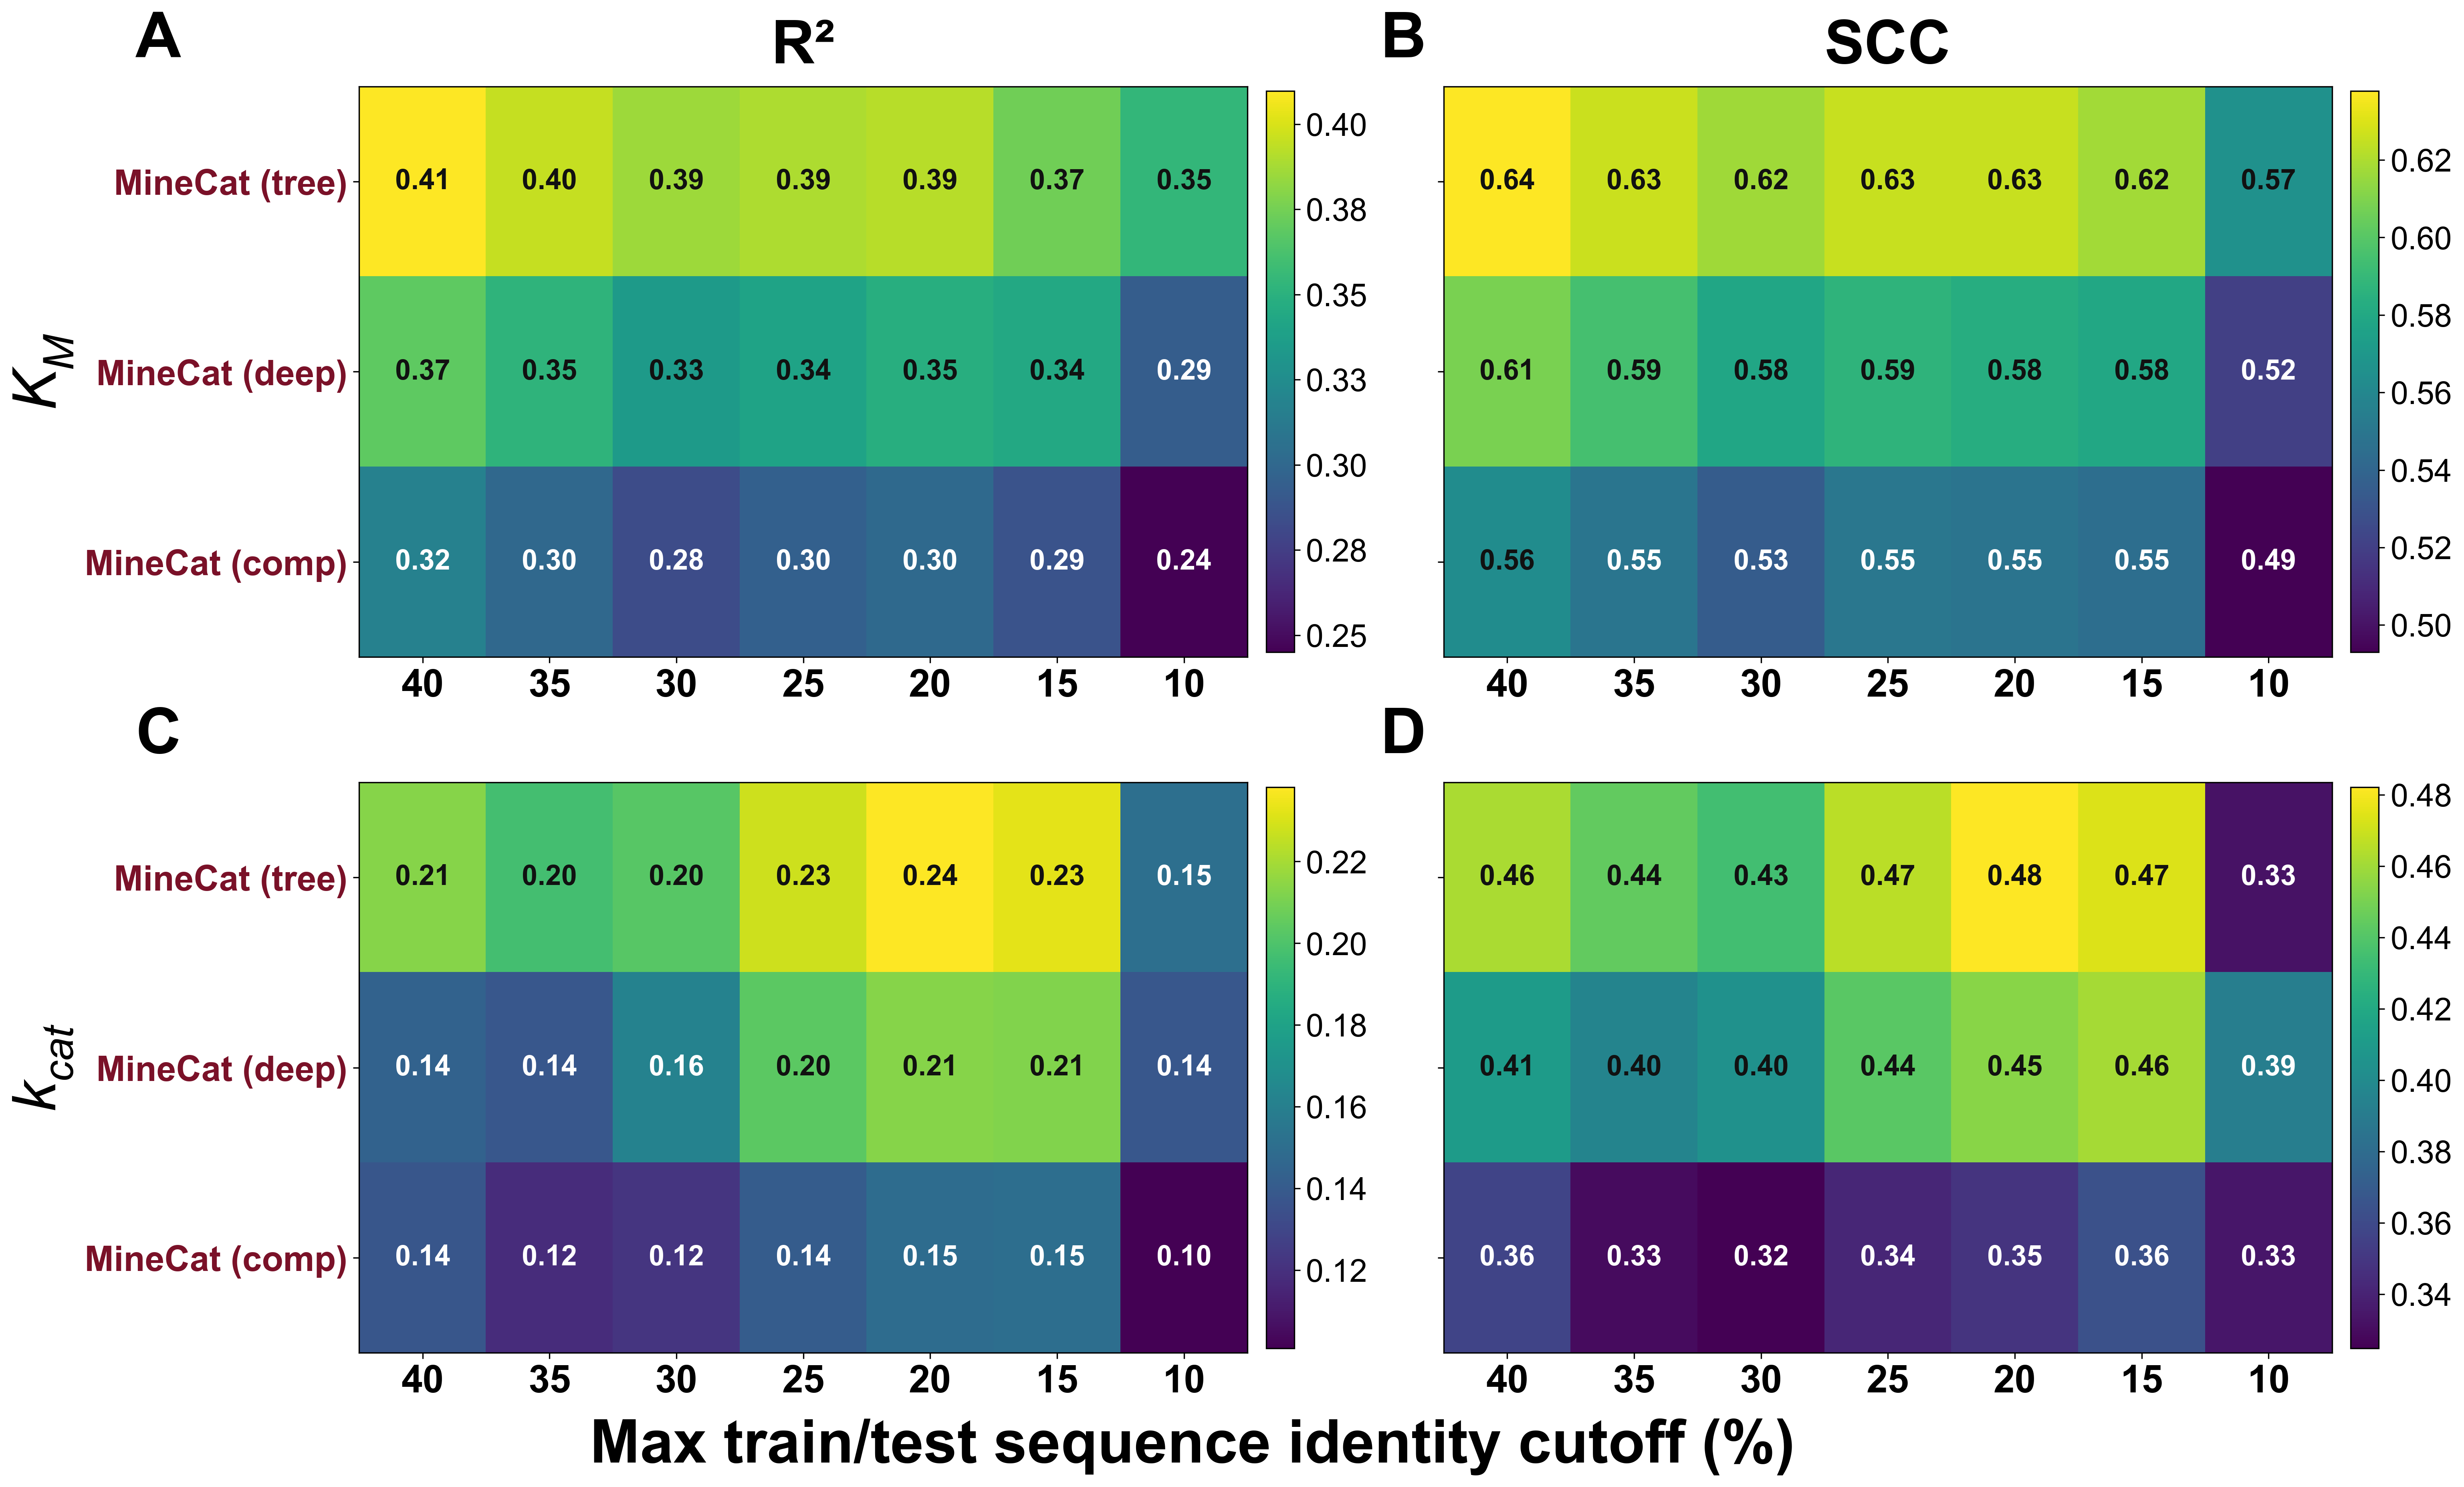 A
R²
B
SCC
K_M
MineCat (tree)
0.41 0.40 0.39 0.39 0.39 0.37 0.35
MineCat (deep)
0.37 0.35 0.33 0.34 0.35 0.34 0.29
MineCat (comp)
0.32 0.30 0.28 0.30 0.30 0.29 0.24
40 35 30 25 20 15 10
0.40
0.38
0.35
0.33
0.30
0.28
0.25
0.64 0.63 0.62 0.63 0.63 0.62 0.57
0.61 0.59 0.58 0.59 0.58 0.58 0.52
0.56 0.55 0.53 0.55 0.55 0.55 0.49
40 35 30 25 20 15 10
0.62
0.60
0.58
0.56
0.54
0.52
0.50
C
D
k_cat
MineCat (tree)
0.21 0.20 0.20 0.23 0.24 0.23 0.15
MineCat (deep)
0.14 0.14 0.16 0.20 0.21 0.21 0.14
MineCat (comp)
0.14 0.12 0.12 0.14 0.15 0.15 0.10
40 35 30 25 20 15 10
0.22
0.20
0.18
0.16
0.14
0.12
0.46 0.44 0.43 0.47 0.48 0.47 0.33
0.41 0.40 0.40 0.44 0.45 0.46 0.39
0.36 0.33 0.32 0.34 0.35 0.36 0.33
40 35 30 25 20 15 10
0.48
0.46
0.44
0.42
0.40
0.38
0.36
0.34
Max train/test sequence identity cutoff (%)